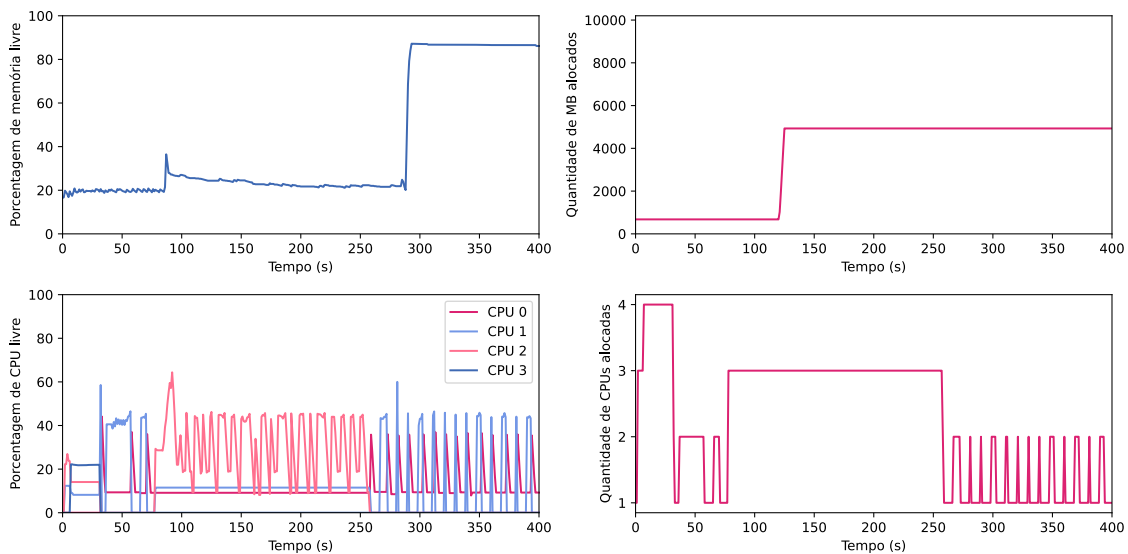 Porcentagem de memória livre
100
80
60
40
20
0
0 50 100 150 200 250 300 350 400
Tempo (s)
Quantidade de MB alocados
10000
8000
6000
4000
2000
0
0 50 100 150 200 250 300 350 400
Tempo (s)
Porcentagem de CPU livre
100
80
60
40
20
0
CPU 0
CPU 1
CPU 2
CPU 3
0 50 100 150 200 250 300 350 400
Tempo (s)
Quantidade de CPUs alocadas
4
3
2
1
0 50 100 150 200 250 300 350 400
Tempo (s)